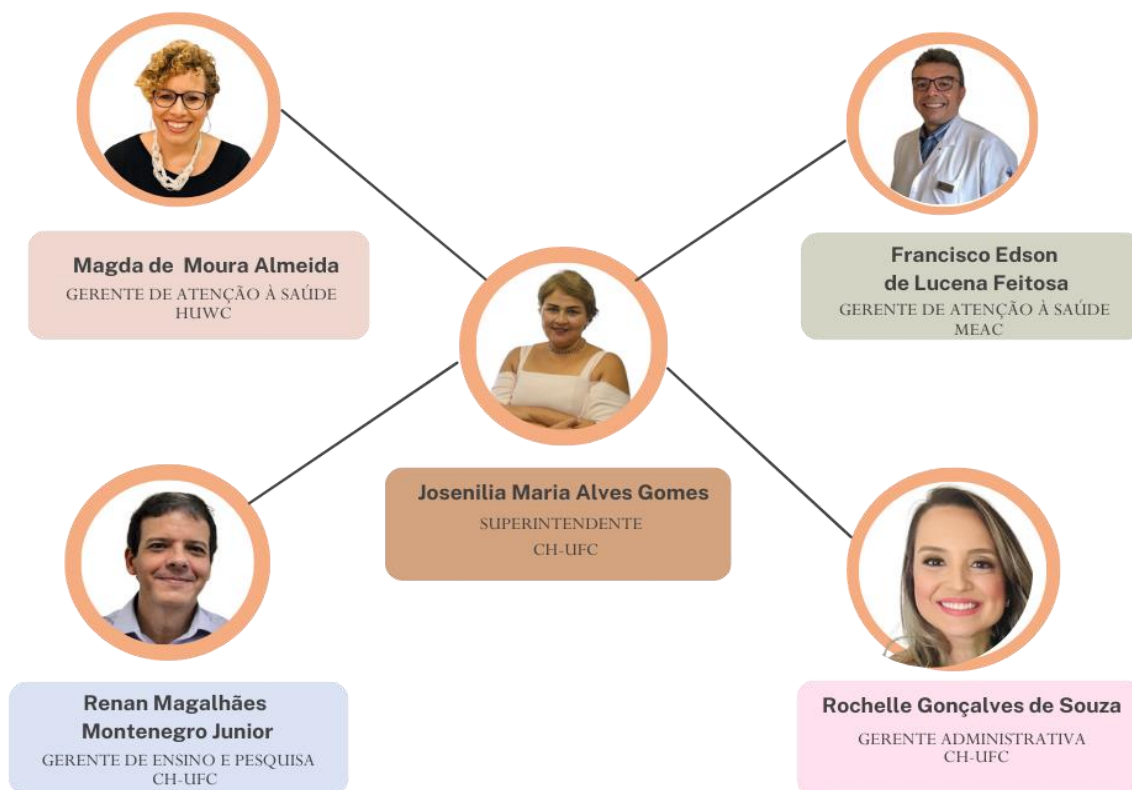 Magda de Moura Almeida
GERENTE DE ATENÇÃO À SAÚDE
HUWC
Francisco Edson
de Lucena Feitosa
GERENTE DE ATENÇÃO À SAÚDE
MEAC
Josenilia Maria Alves Gomes
SUPERINTENDENTE
CH-UFC
Renan Magalhães
Montenegro Junior
GERENTE DE ENSINO E PESQUISA
CH-UFC
Rochelle Gonçalves de Souza
GERENTE ADMINISTRATIVA
CH-UFC